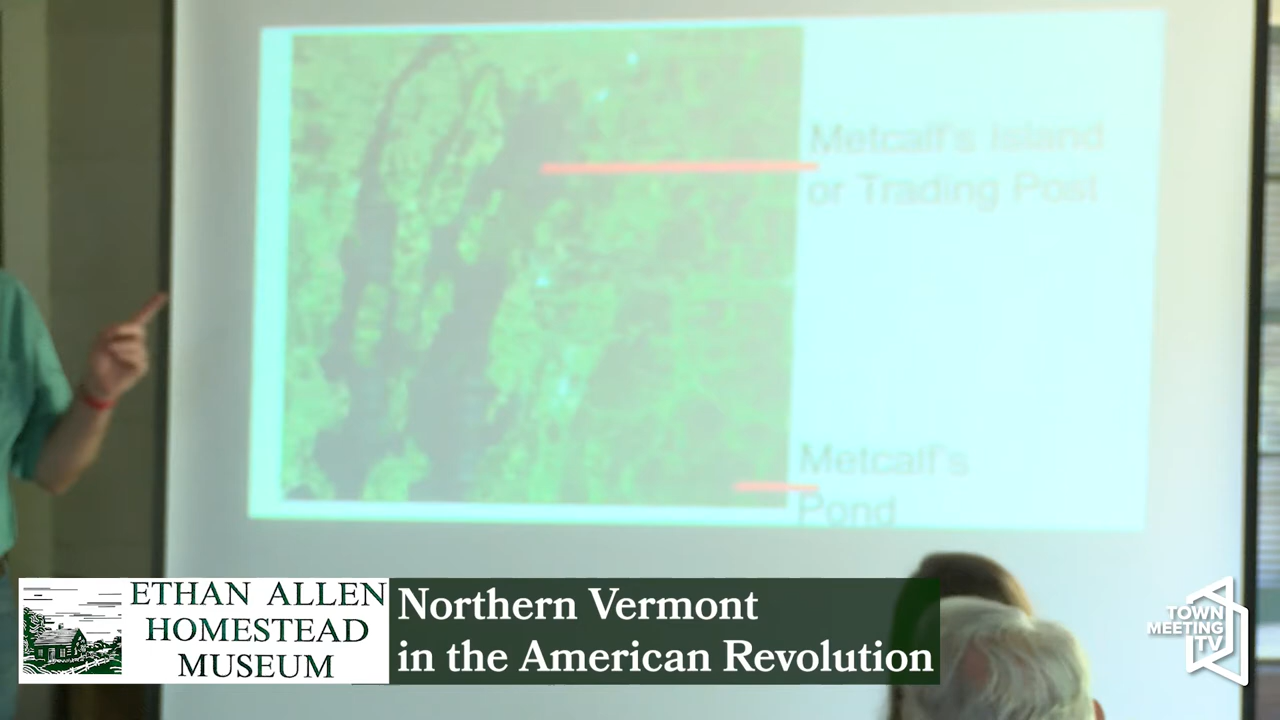 Metcalf's Island
or Trading Post
Metcalf's
Pond
ETHAN ALLEN
HOMESTEAD
MUSEUM
Northern Vermont
in the American Revolution
TOWN
MEETING
TV